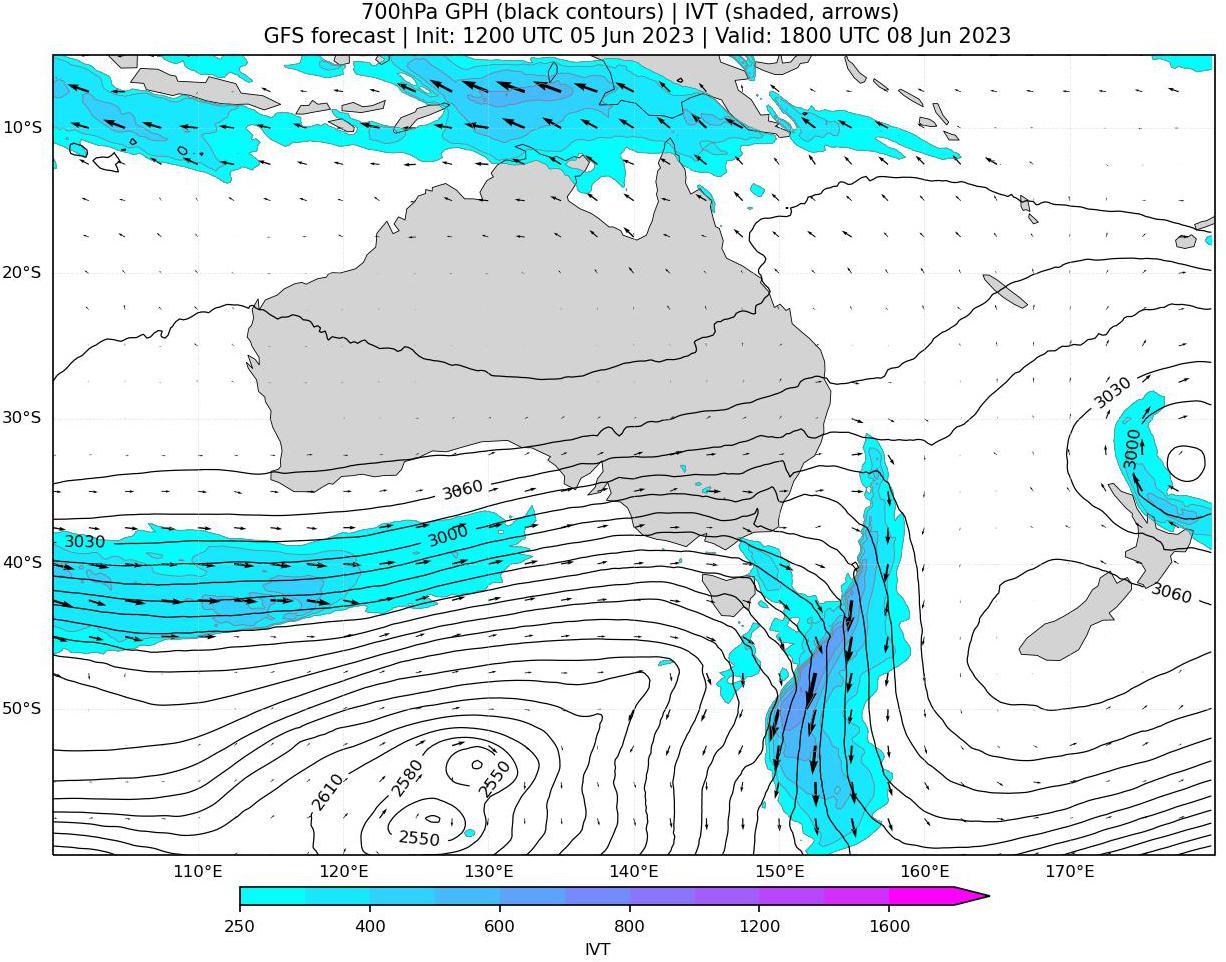 700hPa GPH (black contours) | IVT (shaded, arrows)
GFS forecast | Init: 1200 UTC 05 Jun 2023 | Valid: 1800 UTC 08 Jun 2023
10°S
20°S
30°S
40°S
50°S
3030
3000
3060
3030
3000
3060
2610
2580
2550
2550
110°E
120°E
130°E
140°E
150°E
160°E
170°E
250
400
600
800
1200
1600
IVT